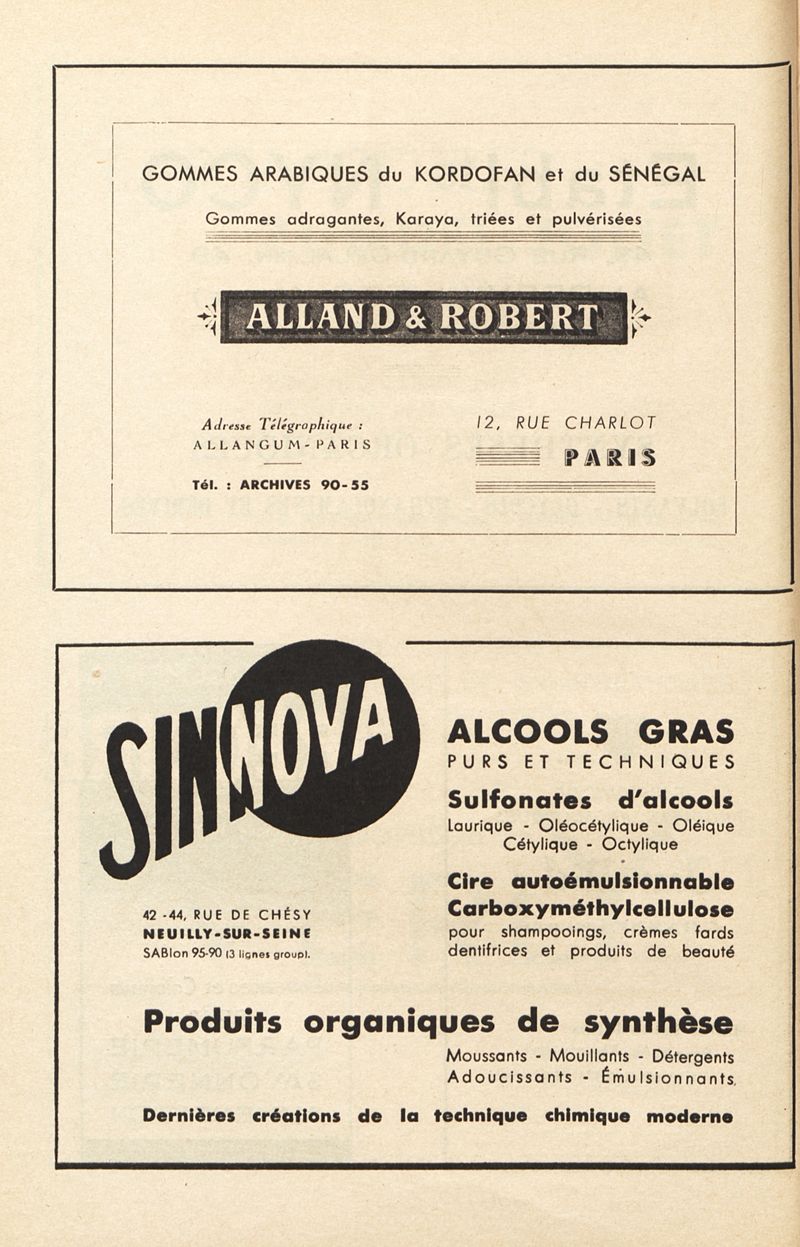 GOMMES ARABIQUES du KORDOFAN et du SÉNÉGAL
Gommes adragantes, Karaya, triées et pulvérisées
ALLAND & ROBERT
Adresse Télégraphique :
ALLANGUM-PARIS
Tél. : ARCHIVES 90-55
12, RUE CHARLOT
PARIS
SINNOVA
42-44, RUE DE CHÉSY
NEUILLY-SUR-SEINE
SABlon 95-90 (3 lignes group).
ALCOOLS GRAS
PURS ET TECHNIQUES
Sulfonates d'alcools
Laurique - Oléocétylique - Oléique
Cétylique - Octylique
Cire autoémulsionnable
Carboxyméthylcellulose
pour shampooings, crèmes fards
dentifrices et produits de beauté
Produits organiques de synthèse
Moussants - Mouillants - Détergents
Adoucissants - Émulsionnants.
Dernières créations de la technique chimique moderne